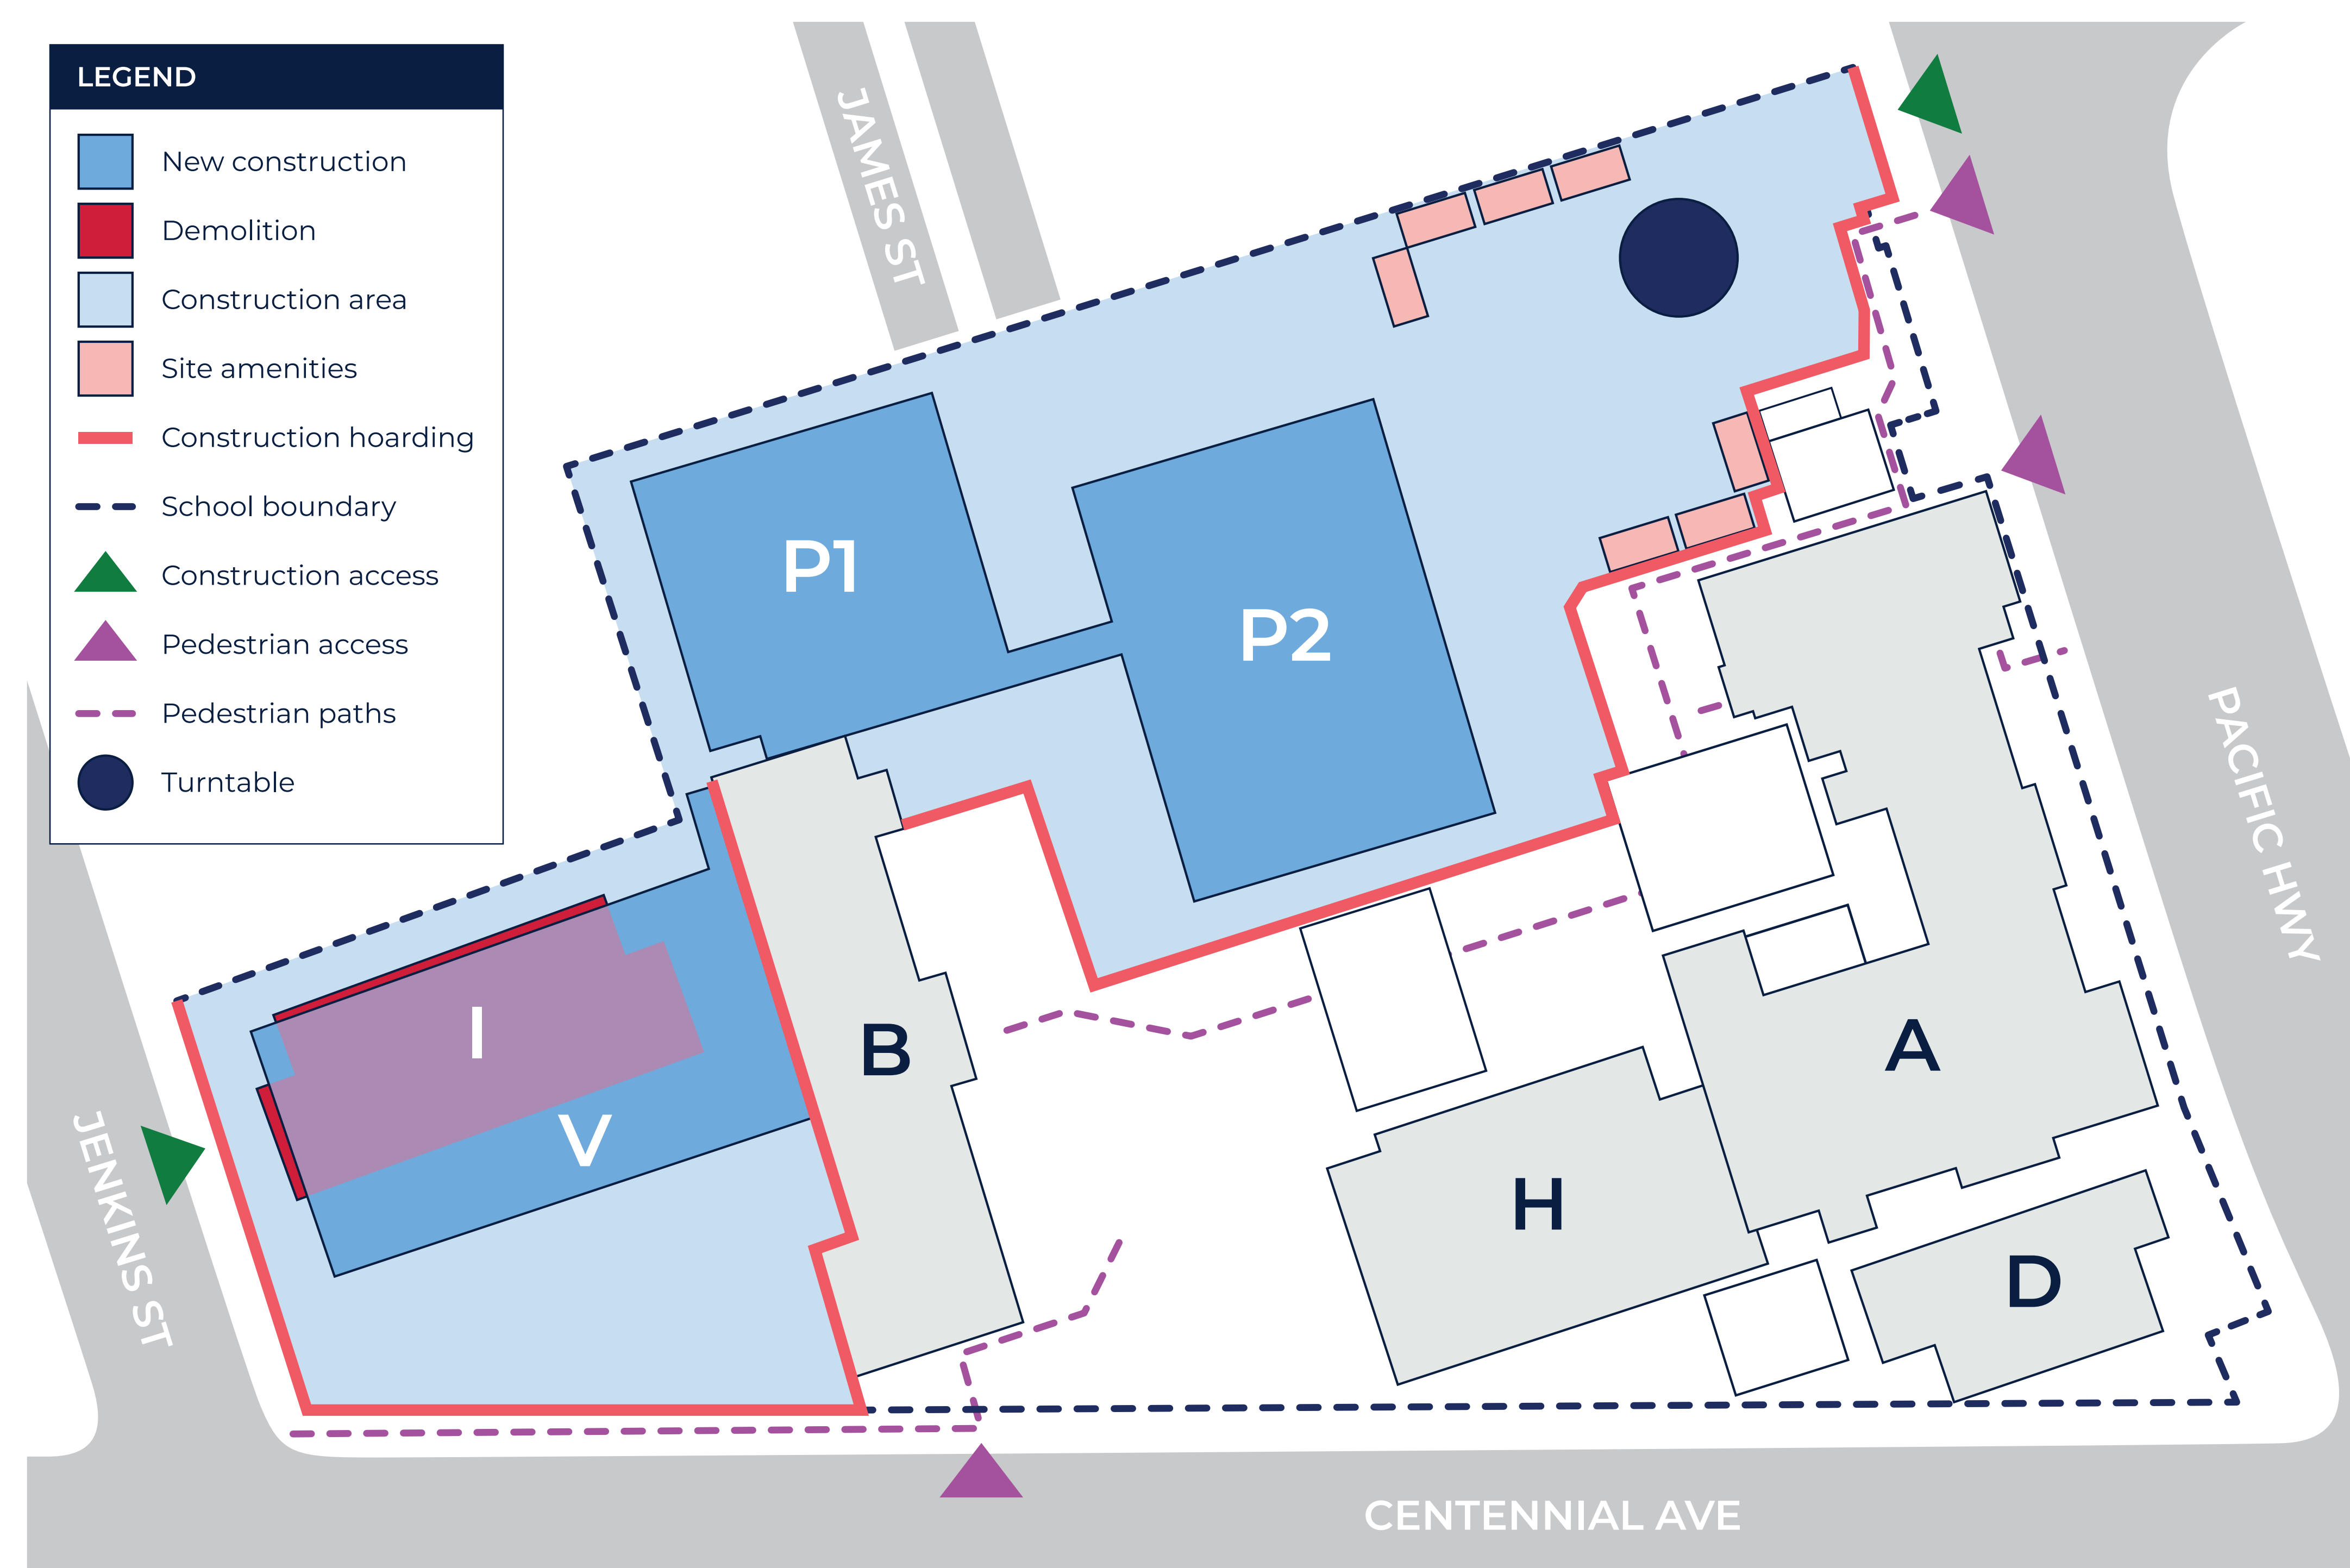 LEGEND
New construction
Demolition
Construction area
Site amenities
Construction hoarding
School boundary
Construction access
Pedestrian access
Pedestrian paths
Turntable
JAMES ST
P1
P2
I
V
B
A
H
D
JENKINS ST
PACIFIC HWY
CENTENNIAL AVE